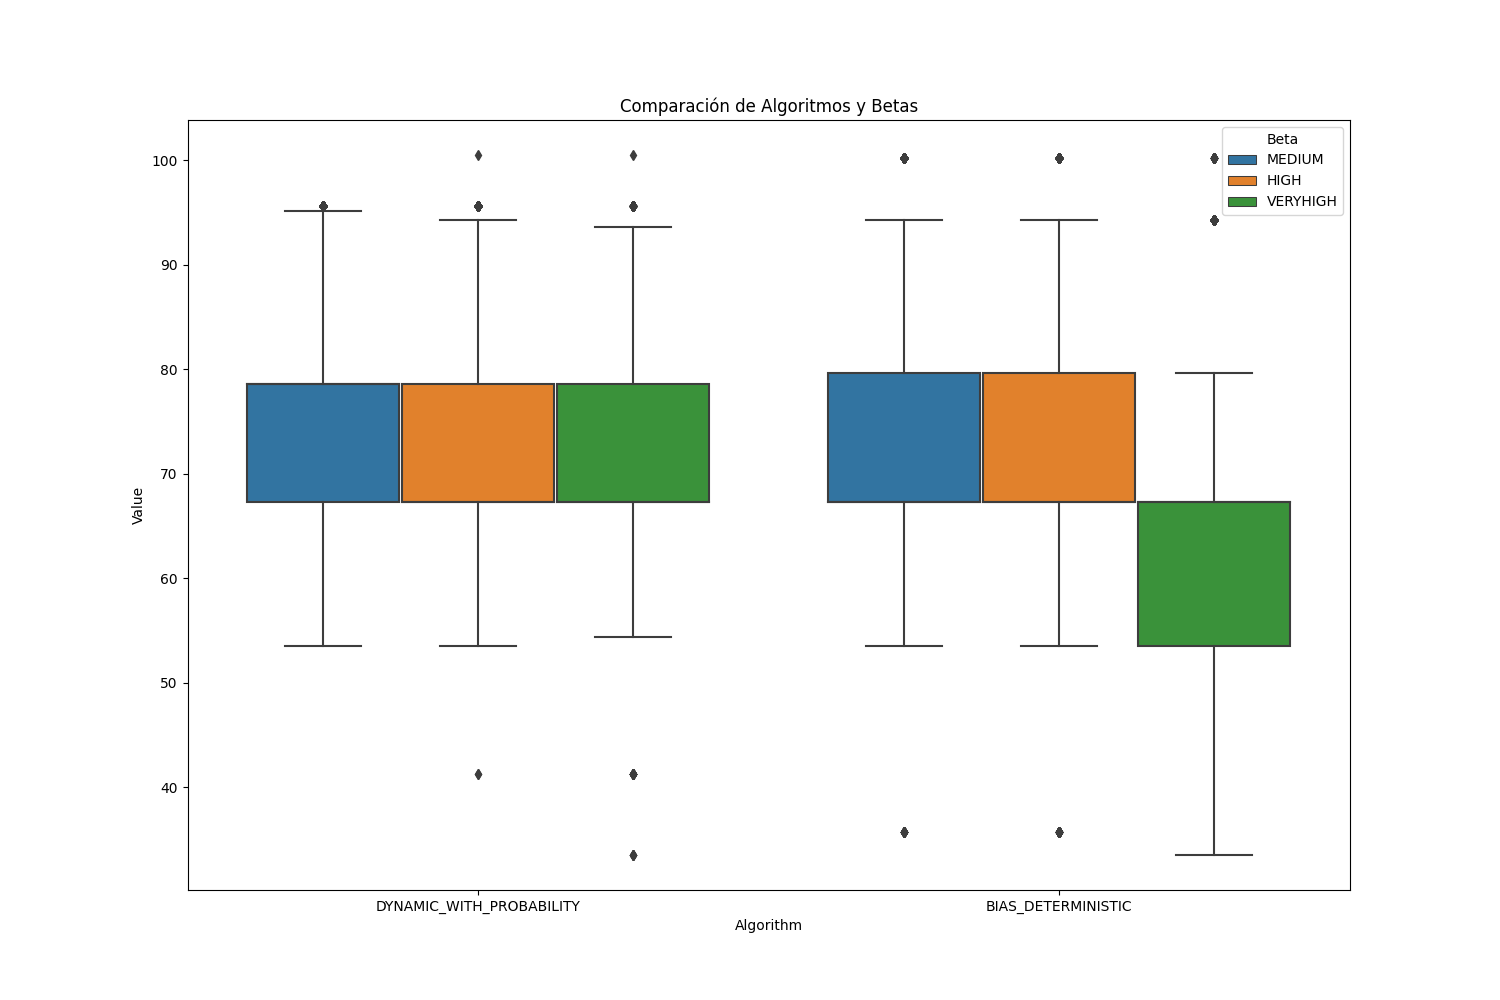 Comparación de Algoritmos y Betas
Beta
MEDIUM
HIGH
VERYHIGH
100
90
80
70
60
50
40
Value
DYNAMIC_WITH_PROBABILITY
BIAS_DETERMINISTIC
Algorithm